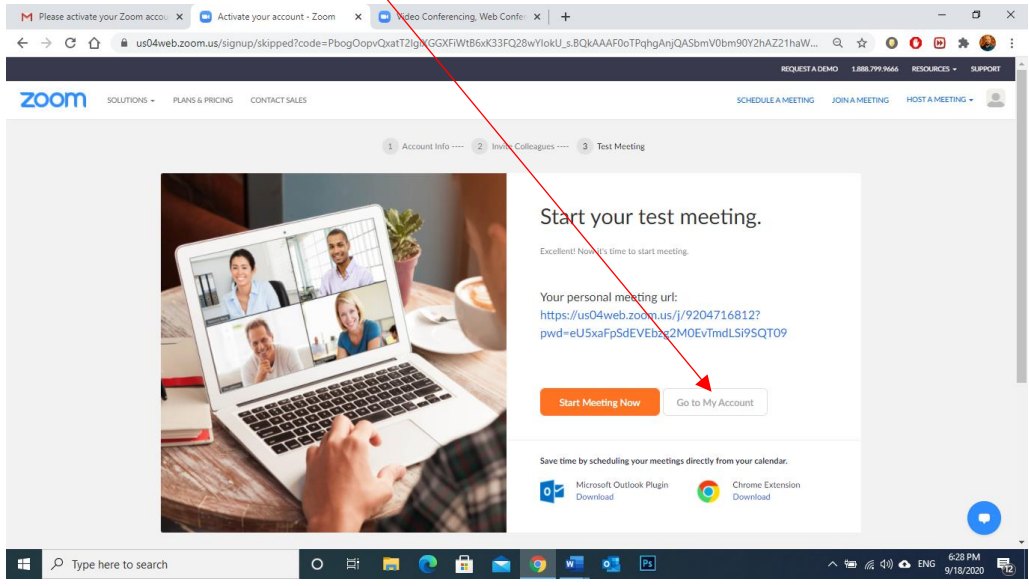 Please activate your Zoom accou
Activate your account - Zoom
Video Conferencing, Web Confer
us04web.zoom.us/signup/skipped?code=
REQUEST A DEMO 1.888.799.9666 RESOURCES SUPPORT
zoom SOLUTIONS PLANS & PRICING CONTACT SALES SCHEDULE A MEETING JOIN A MEETING HOST A MEETING
1 Account Info ---- 2 Invite Colleagues ---- 3 Test Meeting
Start your test meeting.
Excellent! Now it's time to start meeting.
Your personal meeting url:
https://us04web.zoom.us/j/9204716812?
pwd=eU5xaFpSdEVEbzg2M0EvTmdLSi9SQT09
Start Meeting Now Go to My Account
Save time by scheduling your meetings directly from your calendar.
Microsoft Outlook Plugin
Download
Chrome Extension
Download
Type here to search
W
Ps
ENG
6:28 PM
9/18/2020
12